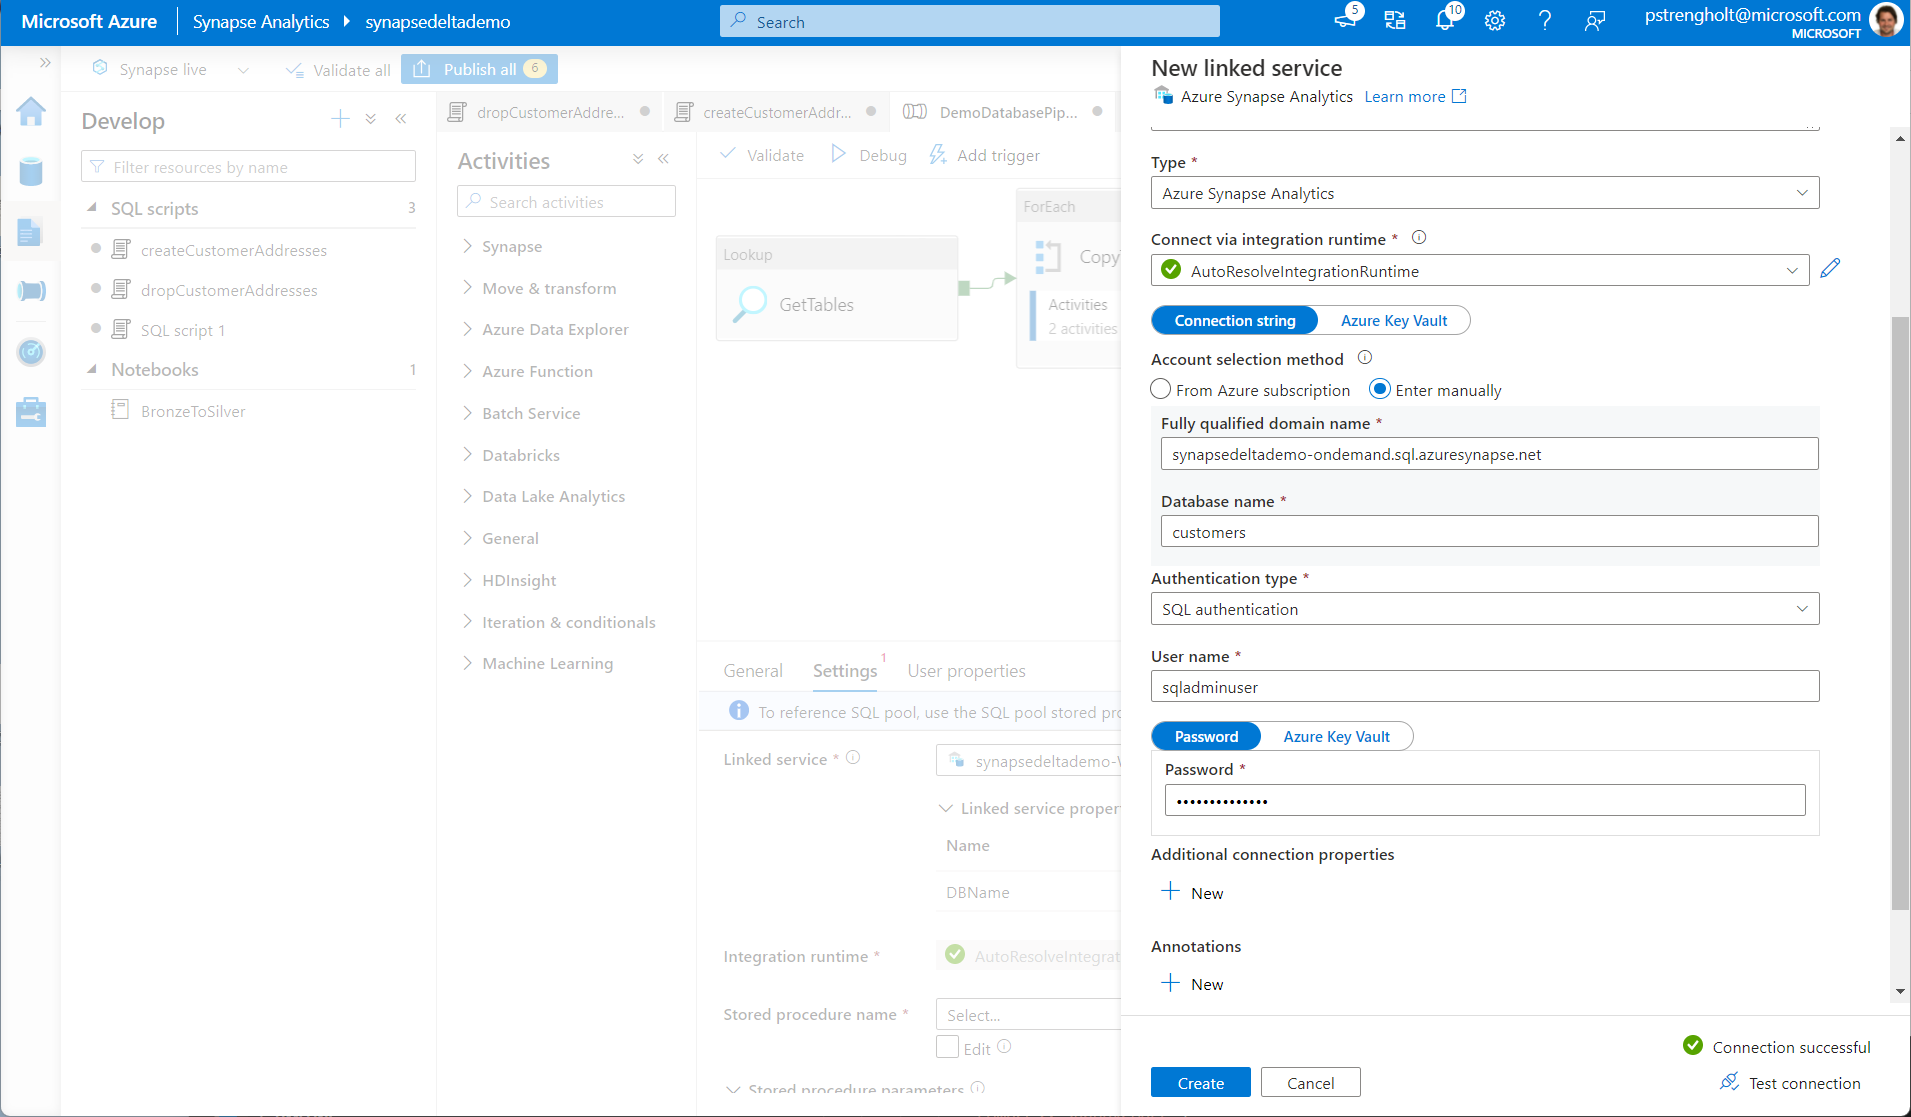 Microsoft Azure
Synapse Analytics
synapsedeltademo
Search
5
10
pstrengholt@microsoft.com
MICROSOFT
Synapse live
Validate all
Publish all 6
Develop
Filter resources by name
SQL scripts 3
createCustomerAddresses
dropCustomerAddresses
SQL script 1
Notebooks 1
BronzeToSilver
dropCustomerAddre...
createCustomerAddr...
DemoDatabasePip...
Activities
Search activities
Synapse
Move & transform
Azure Data Explorer
Azure Function
Batch Service
Databricks
Data Lake Analytics
General
HDInsight
Iteration & conditionals
Machine Learning
Validate
Debug
Add trigger
Lookup
GetTables
ForEach
Copy
Activities
2 activities
General
Settings 1
User properties
To reference SQL pool, use the SQL pool stored pro
Linked service *
synapsedeltademo-W
Linked service proper
Name
DBName
Integration runtime *
AutoResolveIntegrat
Stored procedure name *
Select...
Edit
Stored procedure parameters
New linked service
Azure Synapse Analytics Learn more
Type *
Azure Synapse Analytics
Connect via integration runtime *
AutoResolveIntegrationRuntime
Connection string
Azure Key Vault
Account selection method
From Azure subscription
Enter manually
Fully qualified domain name *
synapsedeltademo-ondemand.sql.azuresynapse.net
Database name *
customers
Authentication type *
SQL authentication
User name *
sqladminuser
Password
Azure Key Vault
Password *
••••••••••••••
Additional connection properties
New
Annotations
New
Connection successful
Create
Cancel
Test connection